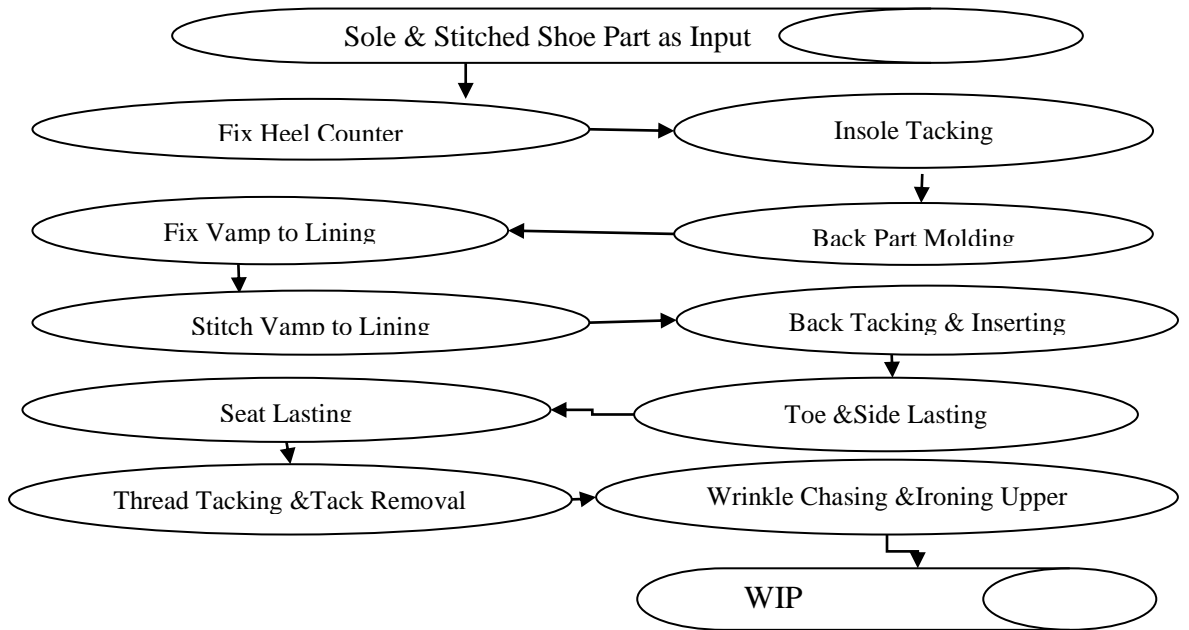 Sole & Stitched Shoe Part as Input
Fix Heel Counter
Insole Tacking
Back Part Molding
Fix Vamp to Lining
Stitch Vamp to Lining
Back Tacking & Inserting
Toe &Side Lasting
Seat Lasting
Thread Tacking &Tack Removal
Wrinkle Chasing &Ironing Upper
WIP